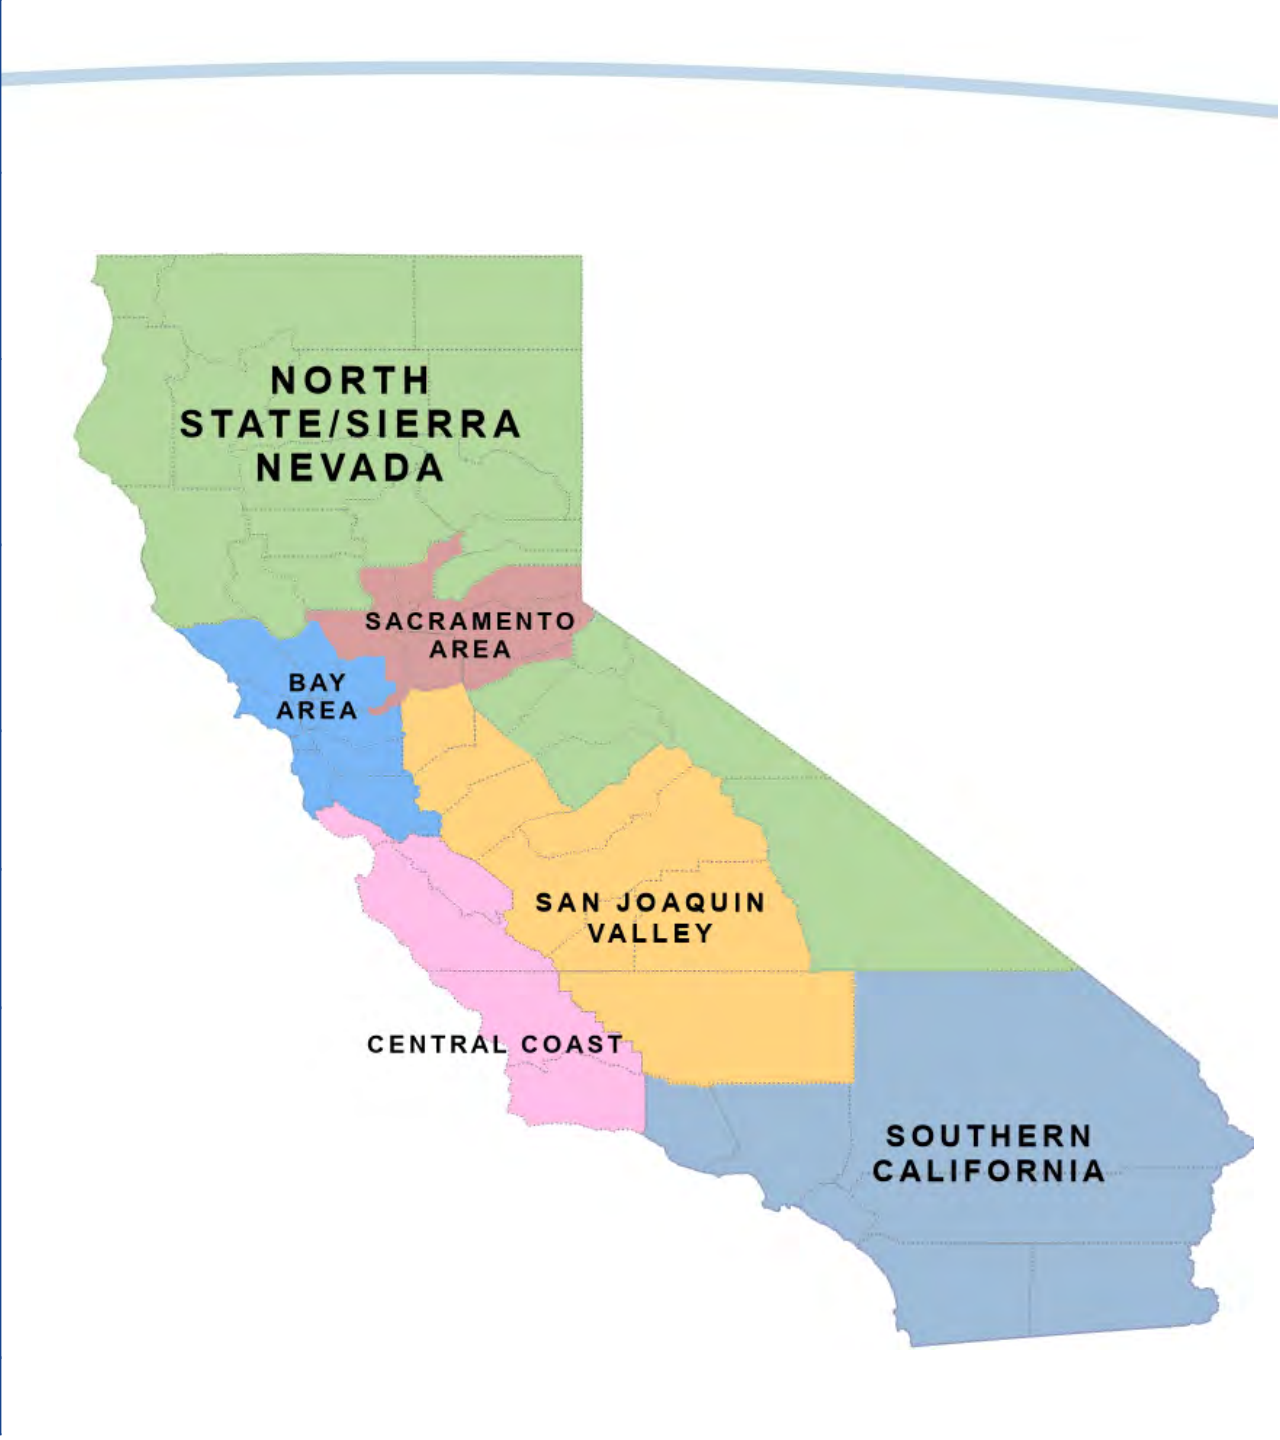 NORTH
STATE/SIERRA
NEVADA
SACRAMENTO
AREA
BAY
AREA
SAN JOAQUIN
VALLEY
CENTRAL COAST
SOUTHERN
CALIFORNIA